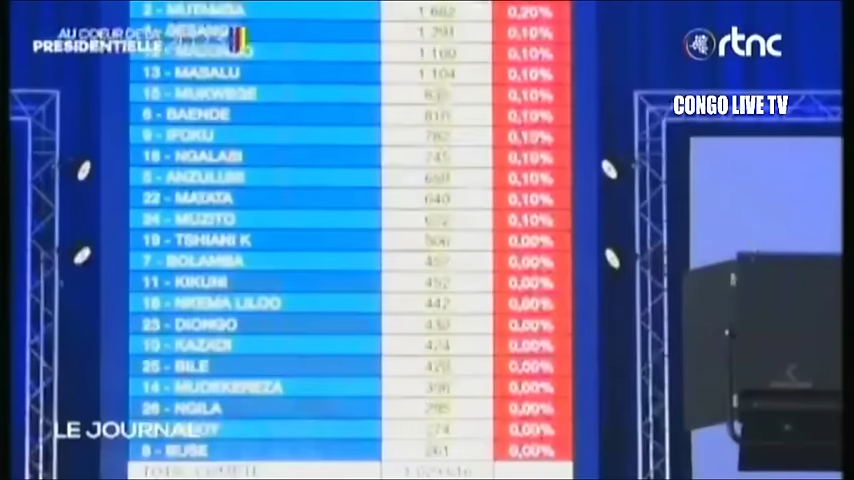 2 - MUTAMBA 1 682 0,20%
AU COEUR DE LA
PRESIDENTIELLE
rtnc
CONGO LIVE TV
1 291 0,10%
1 160 0,10%
13 - MASALU 1 104 0,10%
15 - MUKWEGE 0,10%
6 - BAENDE 0,10%
9 - IFOKU 782 0,10%
18 - NGALASI 745 0,10%
5 - ANZULUNI 0,10%
22 - MATATA 640 0,10%
24 - MUZITO 0,10%
19 - TSHIANI K 506 0,00%
7 - BOLAMBA 0,00%
11 - KIKUNI 452 0,00%
16 - NKEMA LILOO 442 0,00%
23 - DIONGO 0,00%
10 - KAZADI 424 0,00%
25 - BILE 0,00%
14 - MUDEKEREZA 0,00%
26 - NGILA 0,00%
LE JOURNAL
274 0,00%
8 - MUSE 261 0,00%